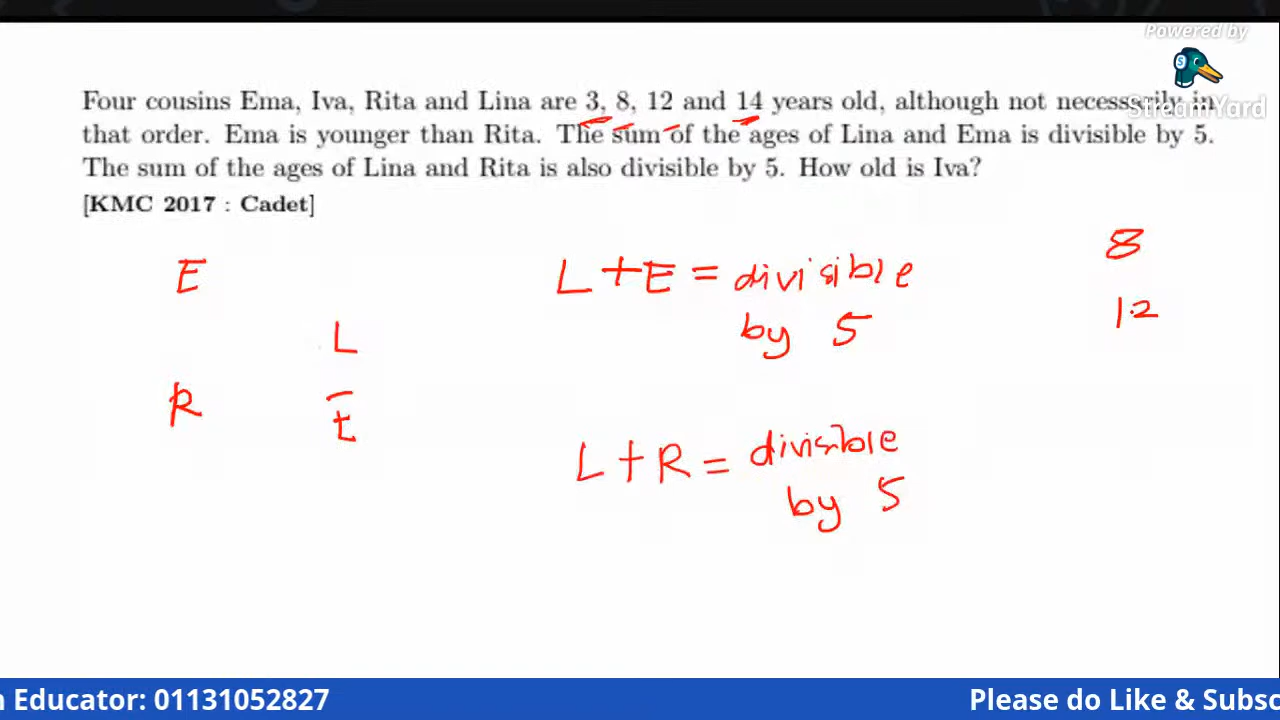 Powered by
StreamYard
Four cousins Ema, Iva, Rita and Lina are 3, 8, 12 and 14 years old, although not necessarily in
that order. Ema is younger than Rita. The sum of the ages of Lina and Ema is divisible by 5.
The sum of the ages of Lina and Rita is also divisible by 5. How old is Iva?
[KMC 2017 : Cadet]
E
L + E = divisible
by 5
8
12
L
R
E
L + R = divisible
by 5
Educator: 01131052827
Please do Like & Subsc